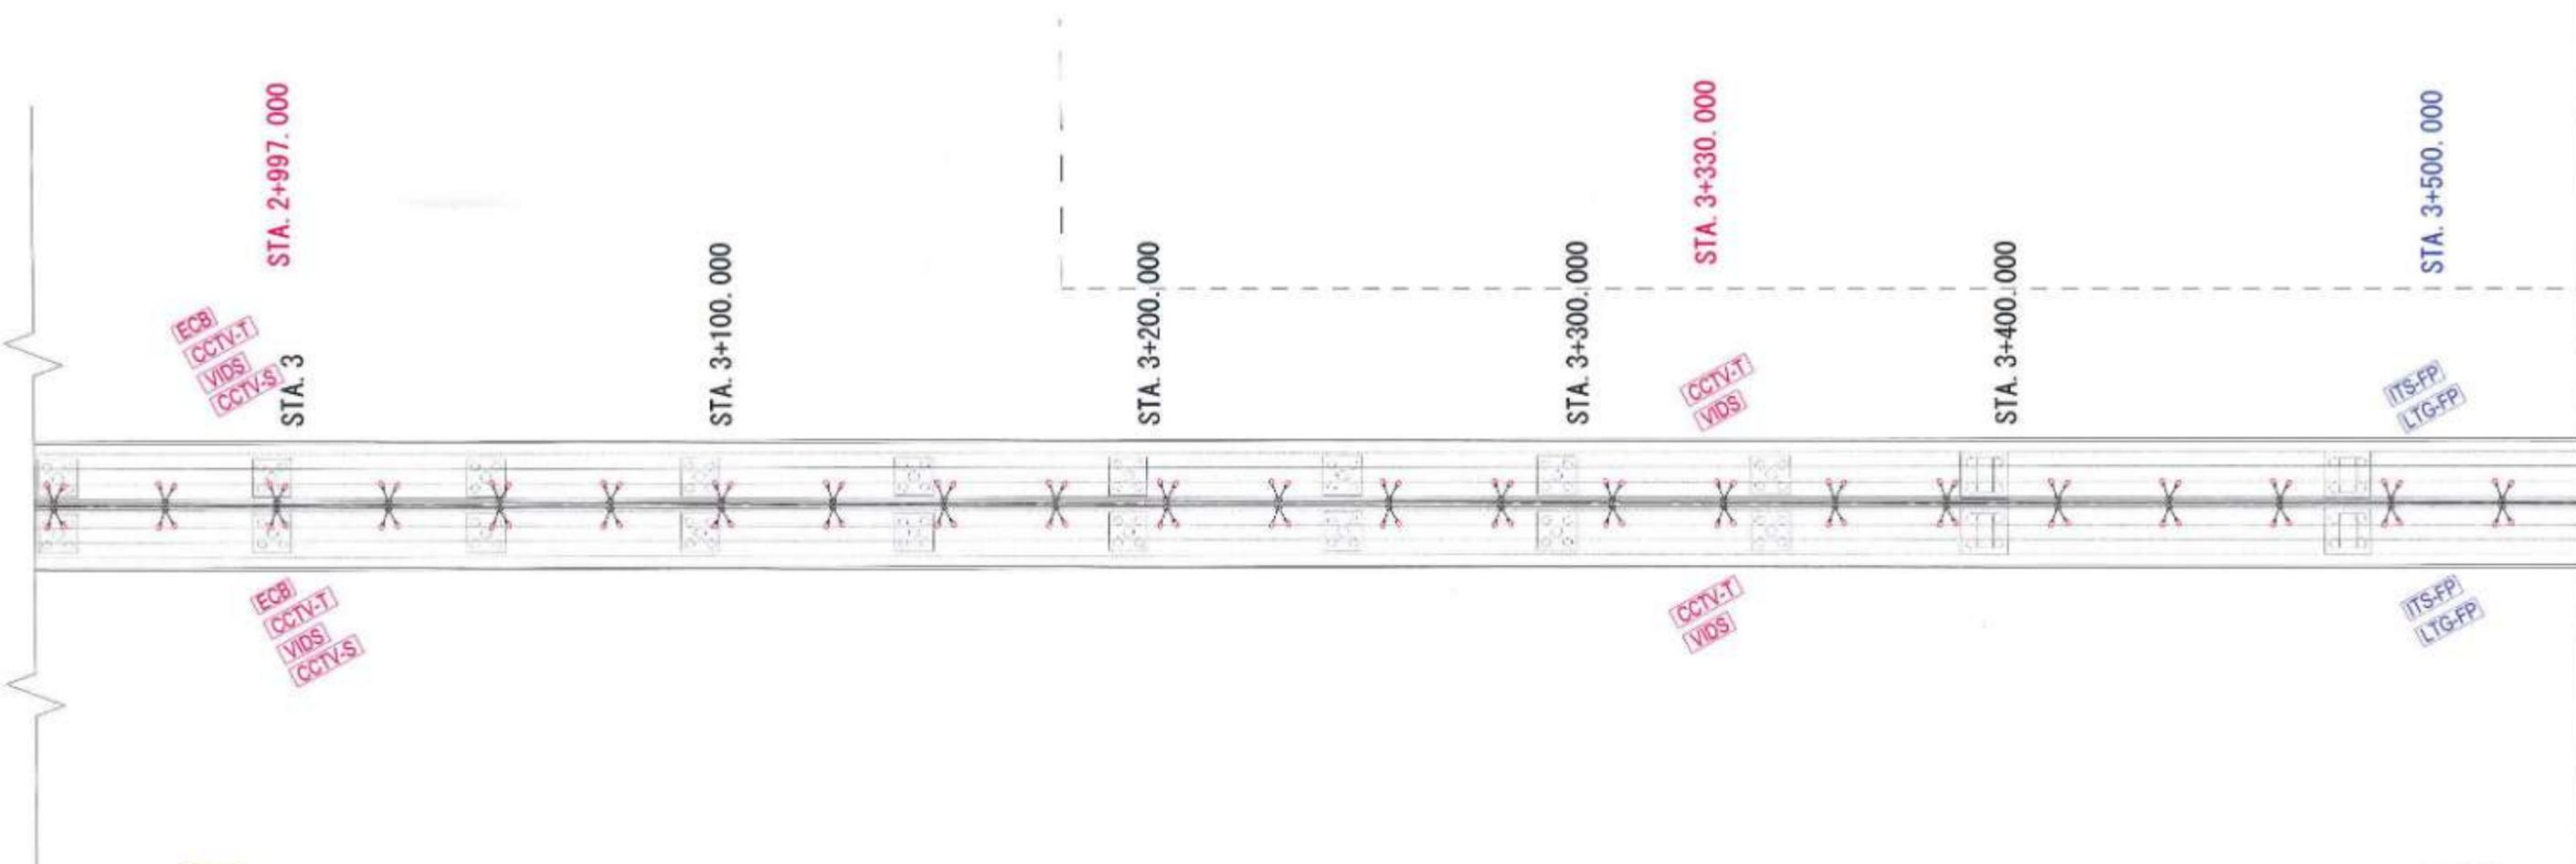 STA. 2+997. 000
STA. 3+330. 000
STA. 3+500. 000
STA. 3
STA. 3+100. 000
STA. 3+200. 000
STA. 3+300. 000
STA. 3+400. 000
ECB
CCTV-T
VIDS
CCTV-S
CCTV-T
VIDS
ITS-FP
LTG-FP
ECB
CCTV-T
VIDS
CCTV-S
CCTV-T
VIDS
ITS-FP
LTG-FP